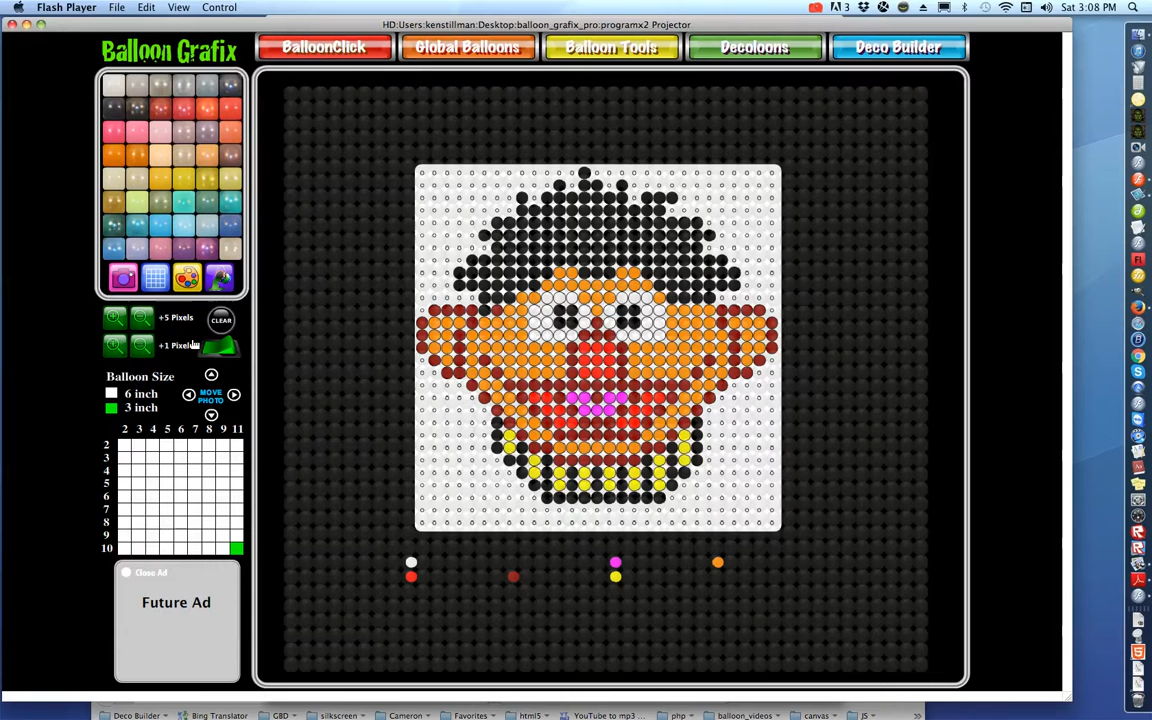 Flash Player File Edit View Control
3 Sat 3:08 PM
HD:Users:kenstillman:Desktop:balloon_grafix_pro:programx2 Projector
Balloon Grafix
BalloonClick
Global Balloons
Balloon Tools
Decoloons
Deco Builder
+5 Pixels
CLEAR
+1 Pixel
Balloon Size
6 inch
3 inch
MOVE
PHOTO
2 3 4 5 6 7 8 9 11
2
3
4
5
6
7
8
9
10
Close Ad
Future Ad
Deco Builder Bing Translator GBD silkscreen Cameron Favorites html5 YouTube to mp3 ... php balloon_videos canvas JS »